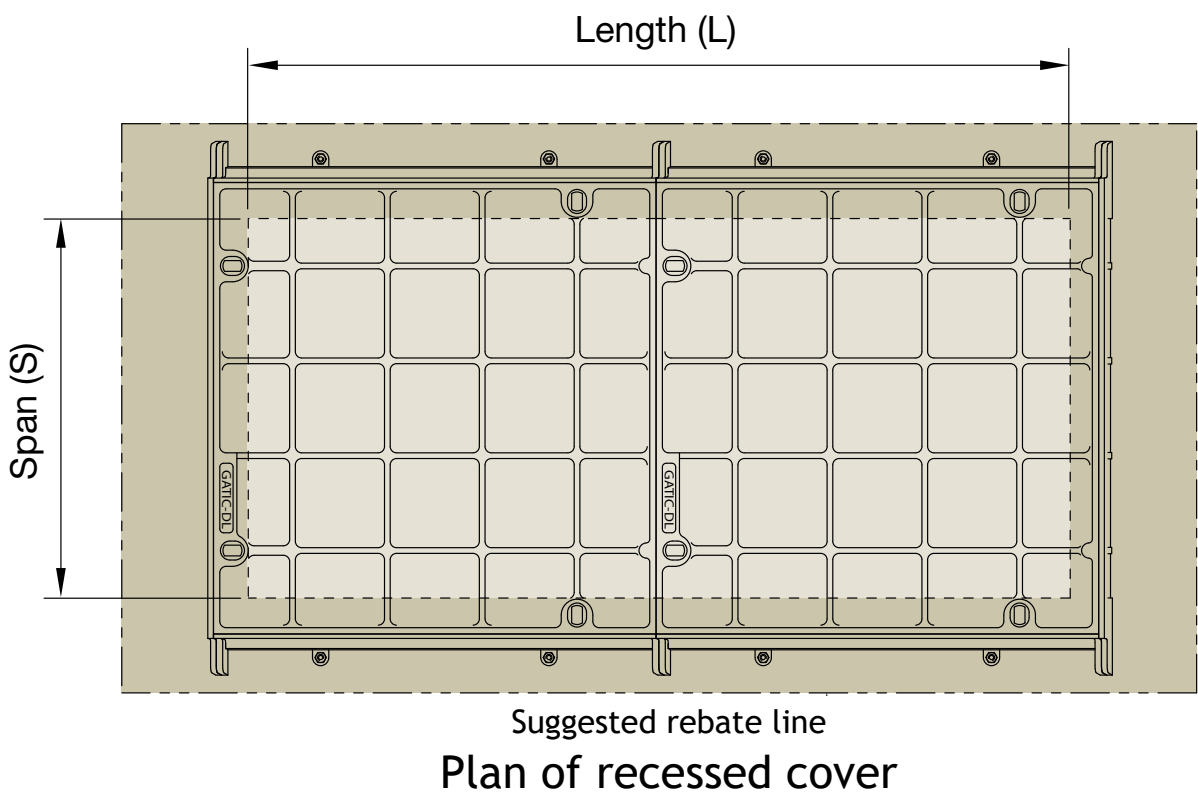 Length (L)
Span (S)
GATIC-DL
GATIC-DL
Suggested rebate line
Plan of recessed cover